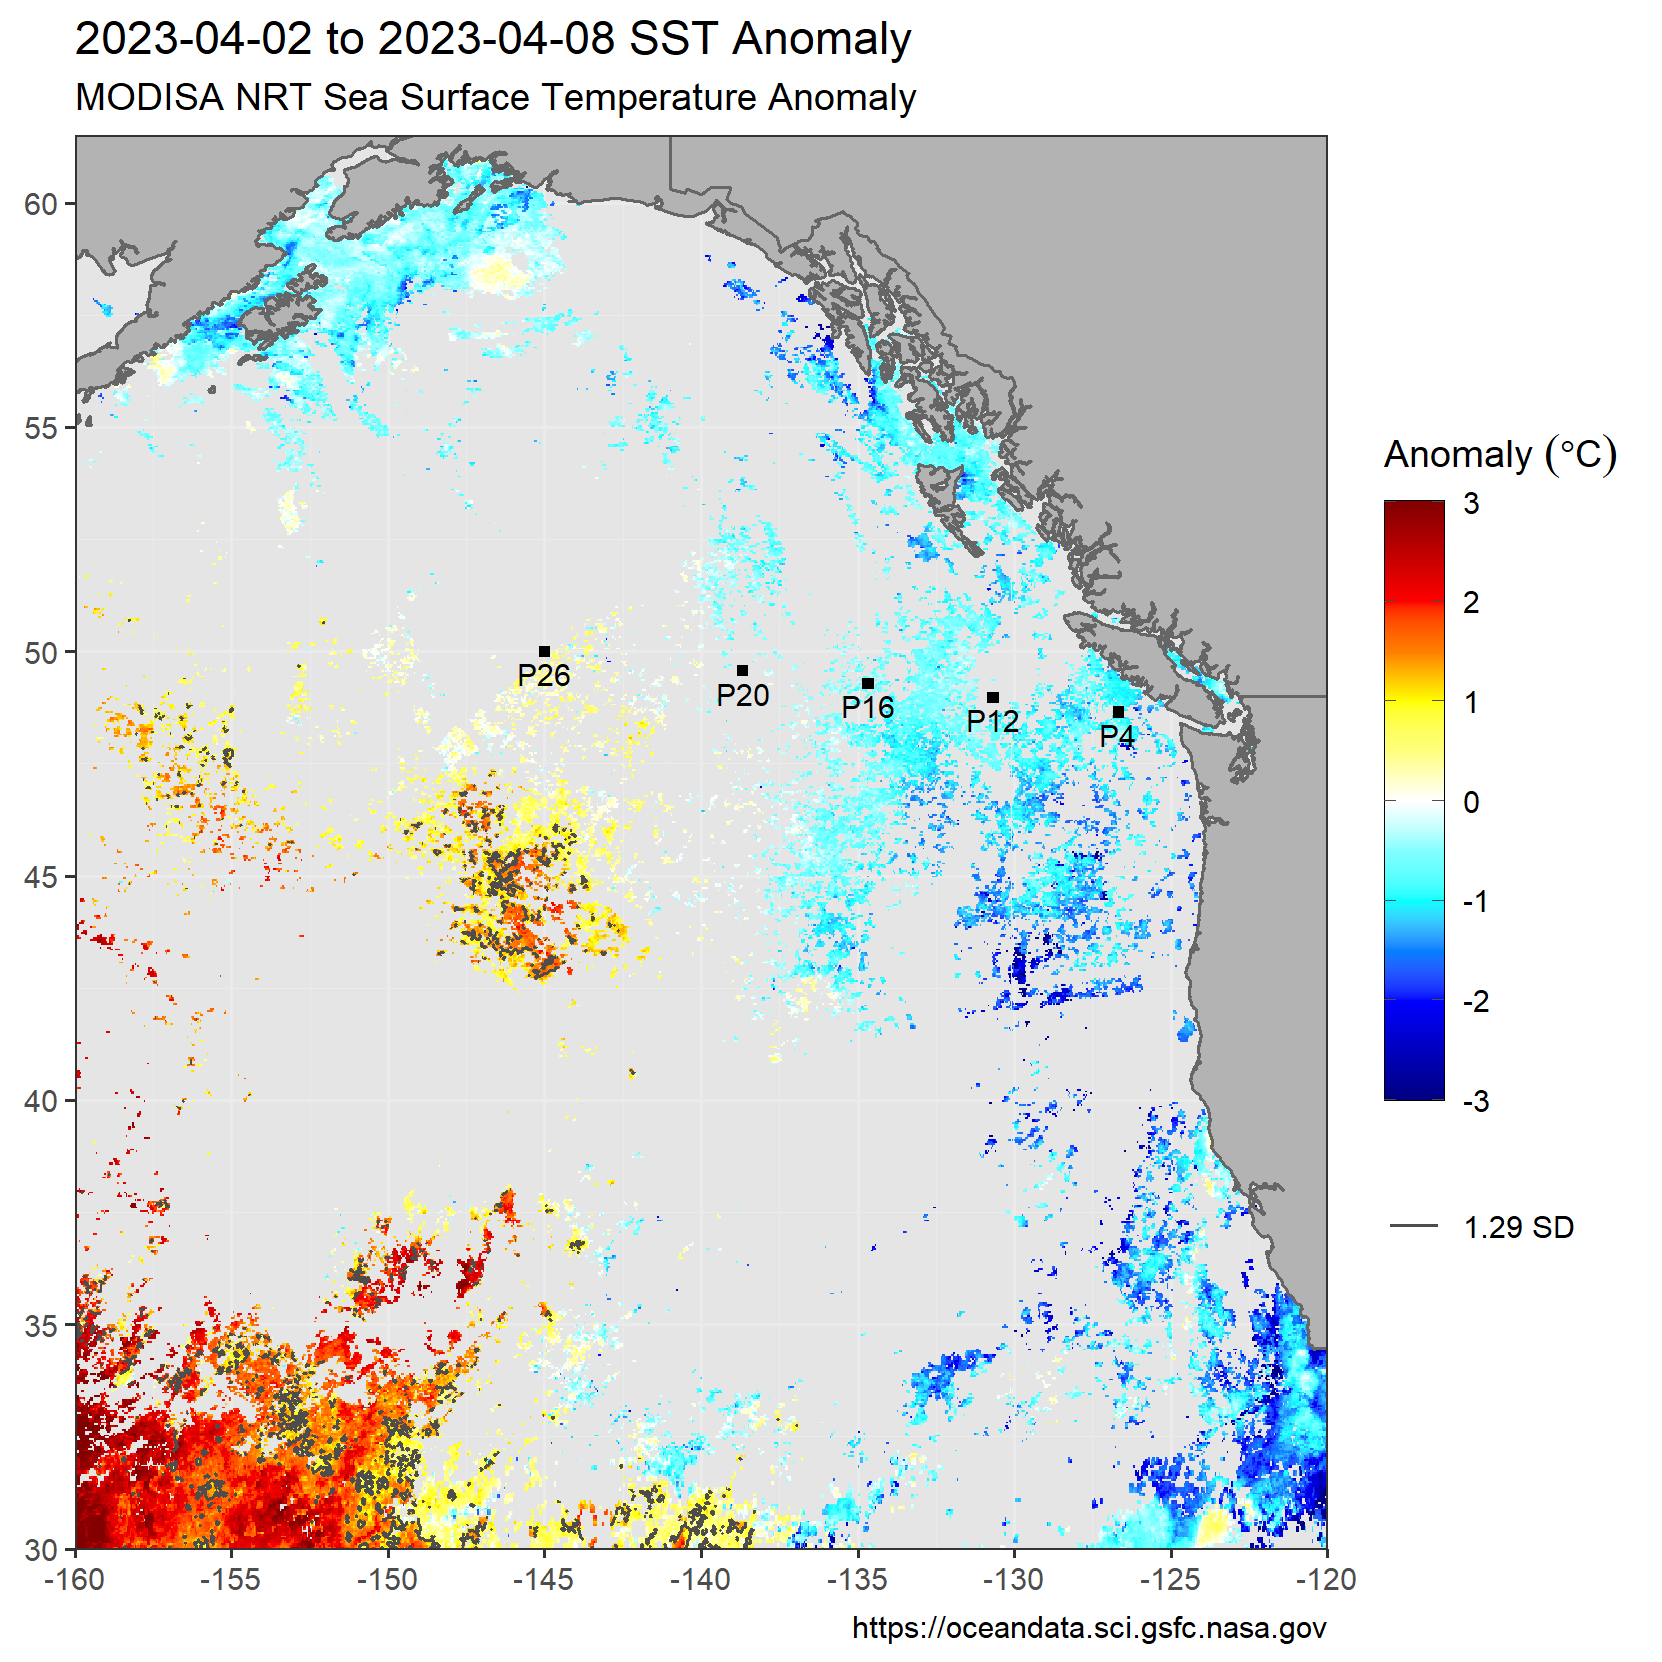 2023-04-02 to 2023-04-08 SST Anomaly
MODISA NRT Sea Surface Temperature Anomaly
60
55
50
45
40
35
30
-160
-155
-150
-145
-140
-135
-130
-125
-120
P26
P20
P16
P12
P4
Anomaly (°C)
3
2
1
0
-1
-2
-3
1.29 SD
https://oceandata.sci.gsfc.nasa.gov